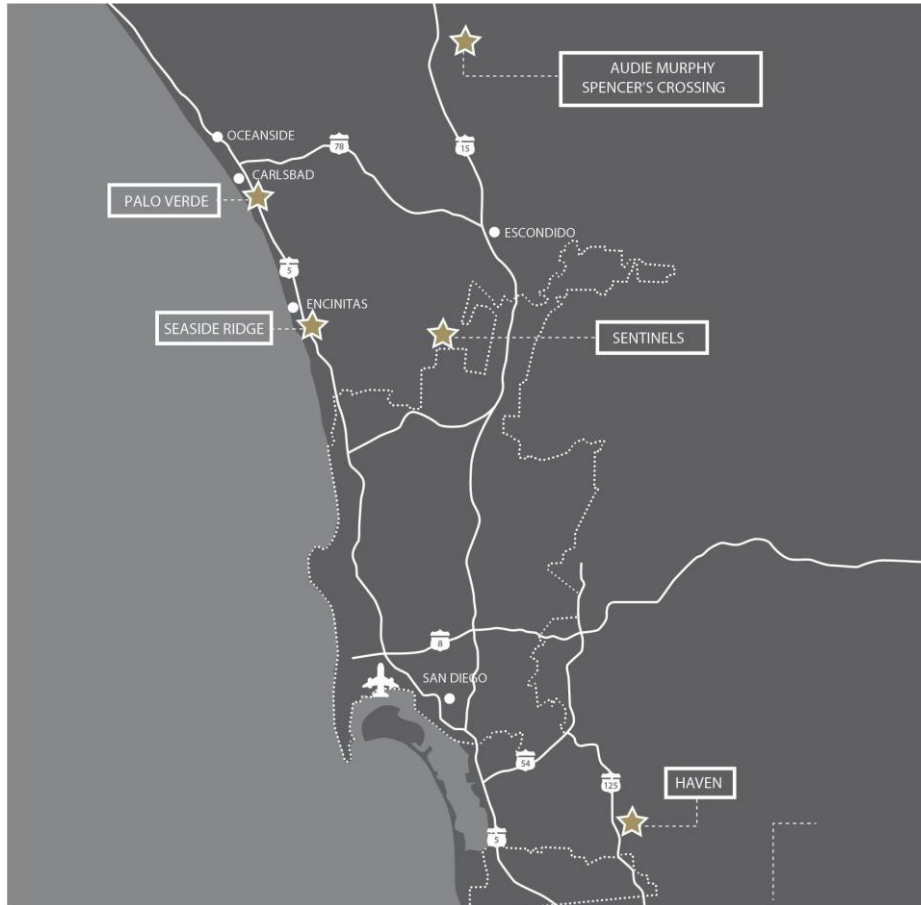 AUDIE MURPHY
SPENCER'S CROSSING
OCEANSIDE
78
15
CARLSBAD
PALO VERDE
ESCONDIDO
5
ENCINITAS
SEASIDE RIDGE
SENTINELS
8
SAN DIEGO
54
125
HAVEN
5